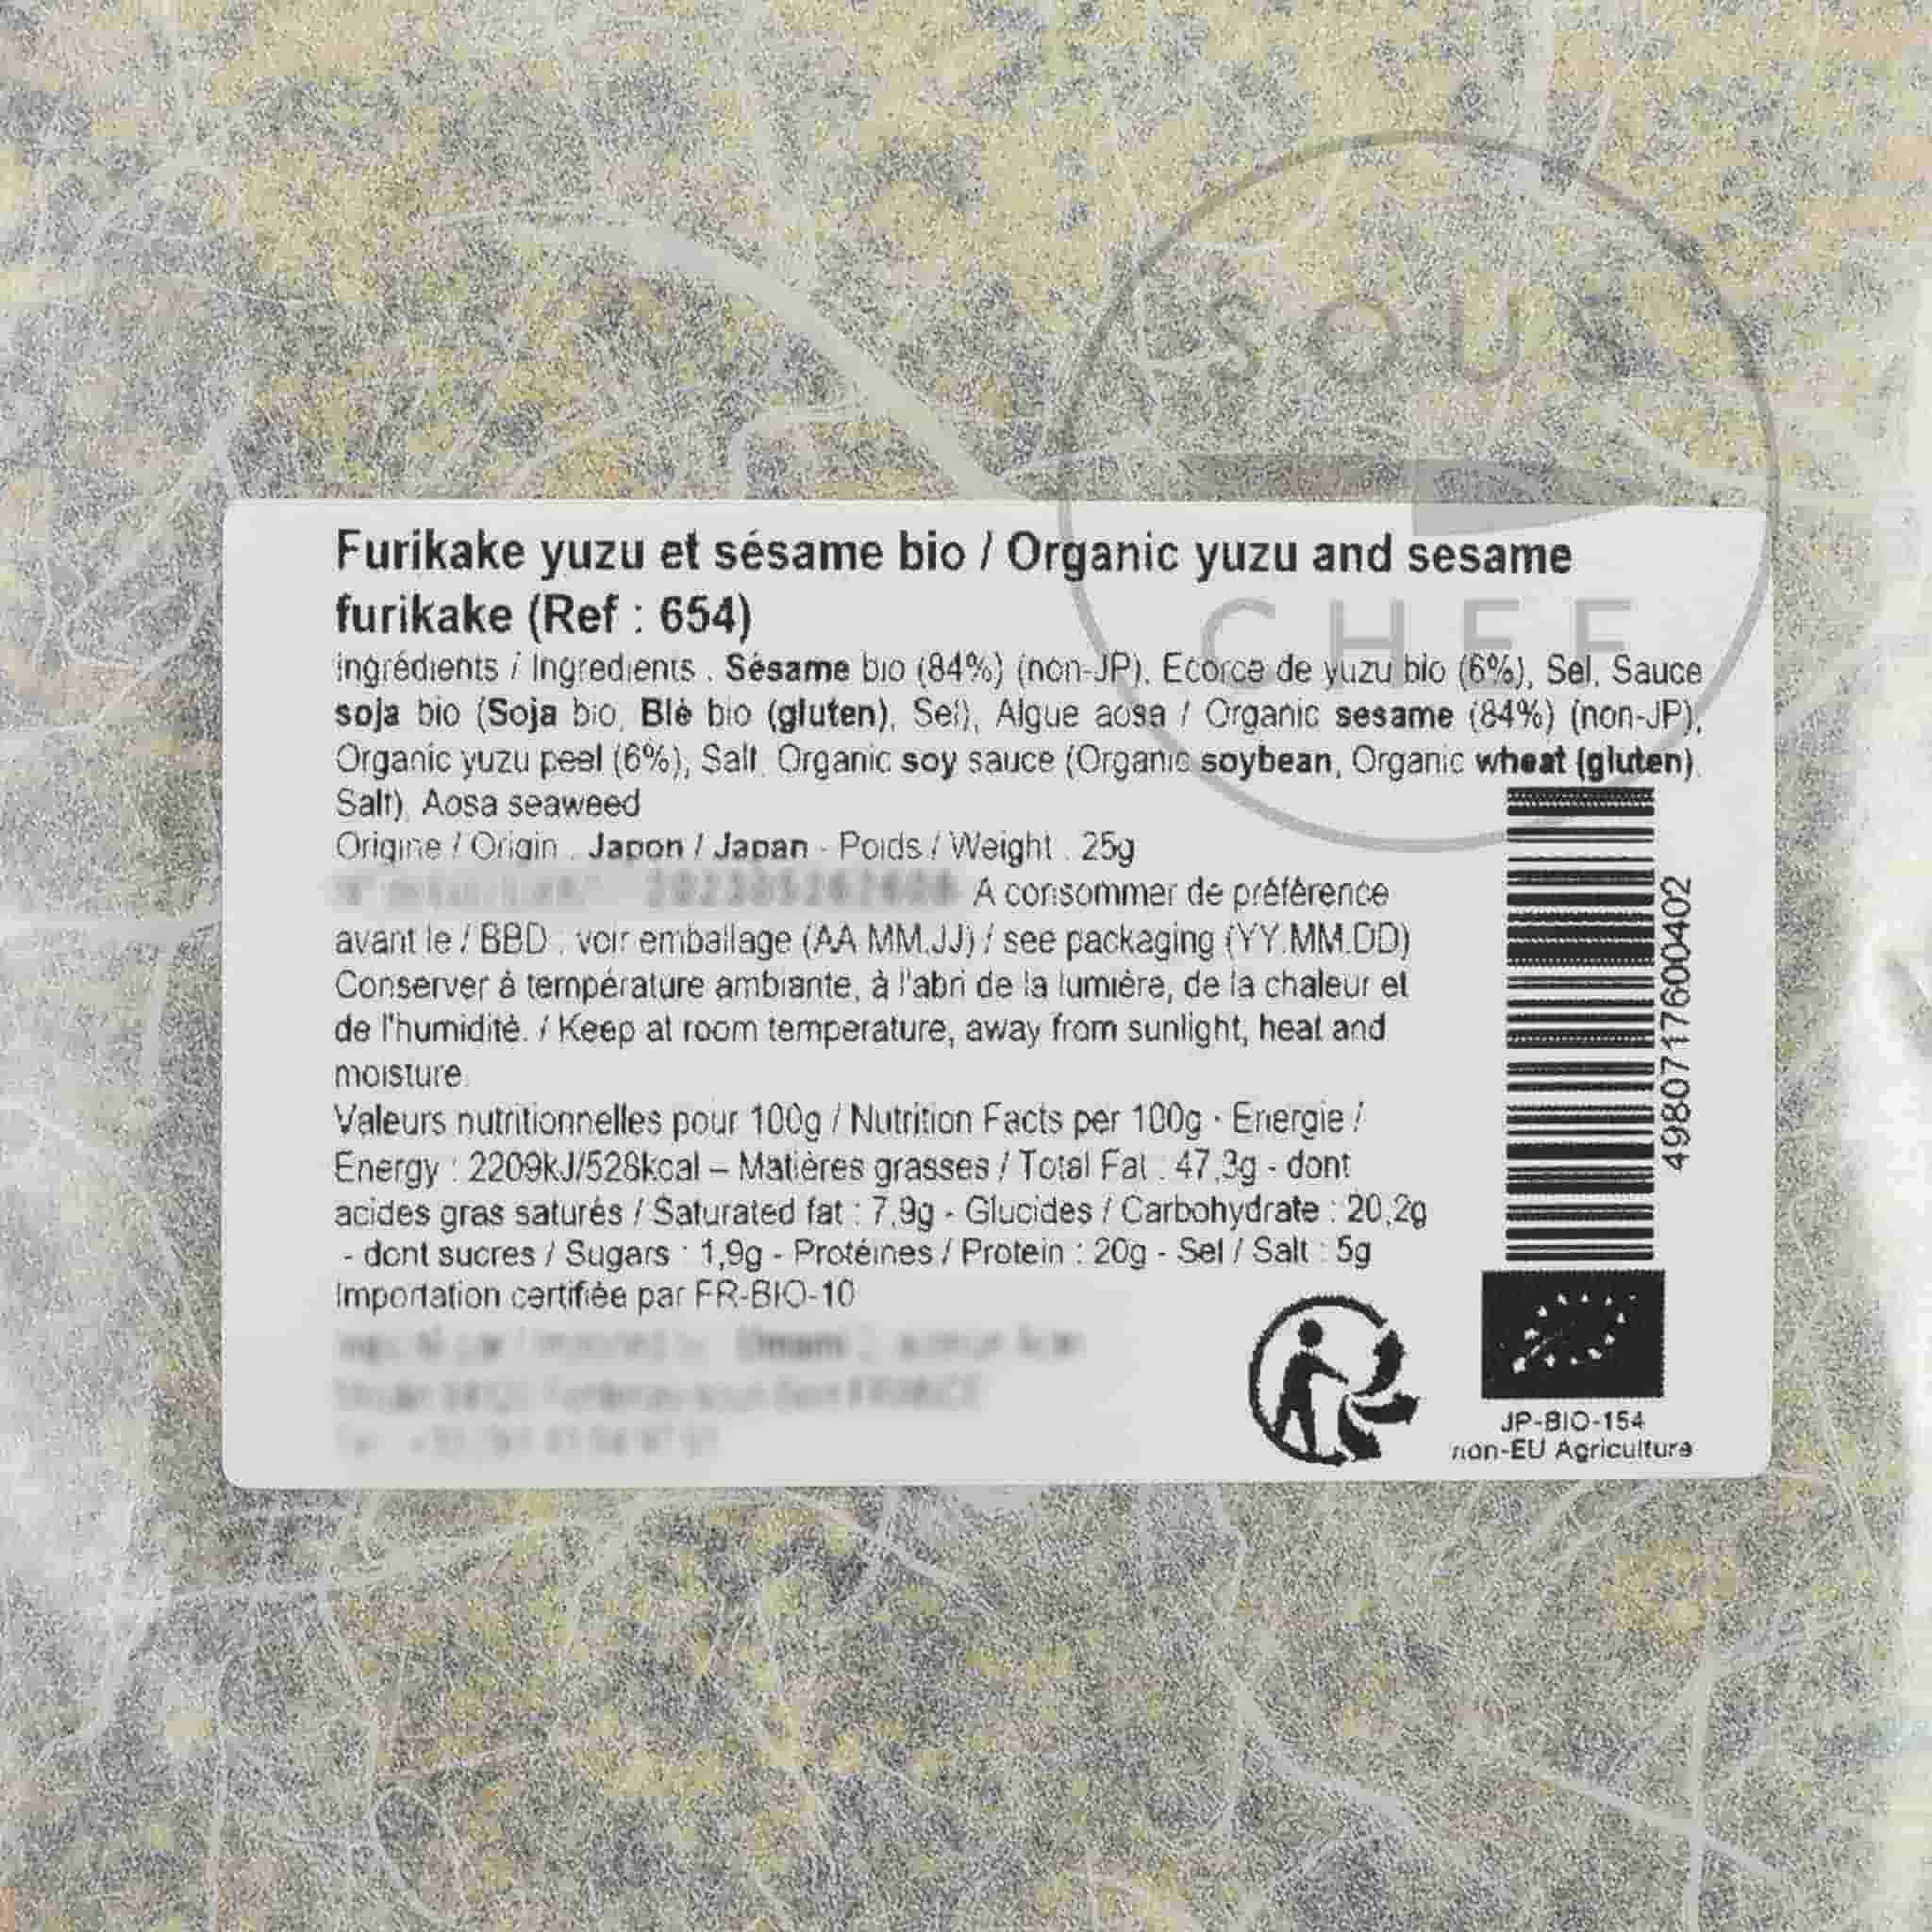 SOUS
CHEF
Furikake yuzu et sésame bio / Organic yuzu and sesame
furikake (Ref : 654)
Ingrédients / Ingredients : Sésame bio (84%) (non-JP), Ecorce de yuzu bio (6%), Sel, Sauce
soja bio (Soja bio, Blé bio (gluten), Sel), Algue aosa / Organic sesame (84%) (non-JP),
Organic yuzu peel (6%), Salt, Organic soy sauce (Organic soybean, Organic wheat (gluten),
Salt), Aosa seaweed
Origine / Origin : Japon / Japan - Poids / Weight : 25g
A consommer de préférence
avant le / BBD : voir emballage (AA.MM.JJ) / see packaging (YY.MM.DD)
Conserver à température ambiante, à l'abri de la lumière, de la chaleur et
de l'humidité. / Keep at room temperature, away from sunlight, heat and
moisture.
Valeurs nutritionnelles pour 100g / Nutrition Facts per 100g - Energie /
Energy : 2209kJ/528kcal – Matières grasses / Total Fat : 47,3g - dont
acides gras saturés / Saturated fat : 7,9g - Glucides / Carbohydrate : 20,2g
- dont sucres / Sugars : 1,9g - Protéines / Protein : 20g - Sel / Salt : 5g
Importation certifiée par FR-BIO-10
4980717600402
JP-BIO-154
non-EU Agriculture